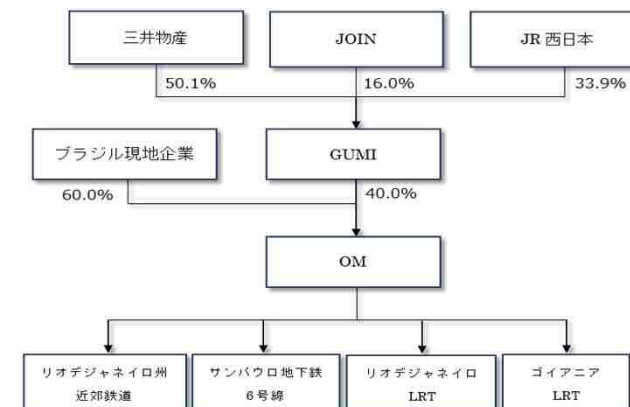 三井物産
JOIN
JR 西日本
50.1%
16.0%
33.9%
ブラジル現地企業
GUMI
60.0%
40.0%
OM
リオデジャネイロ州
近郊鉄道
サンパウロ地下鉄
6号線
リオデジャネイロ
LRT
ゴイアニア
LRT